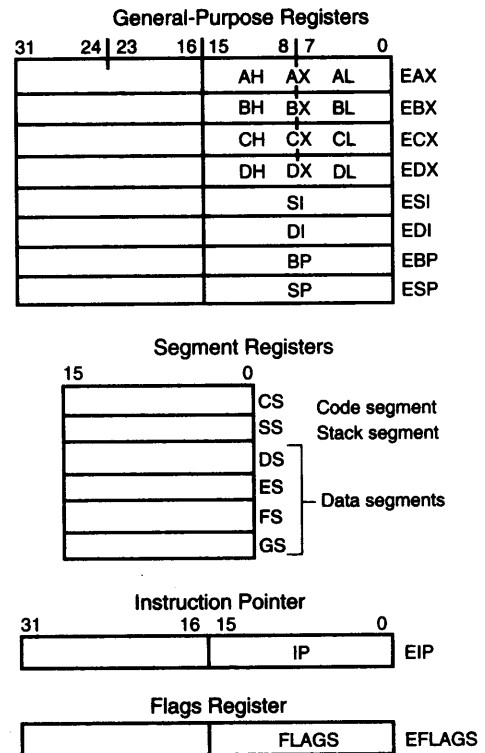 General-Purpose Registers
31 24 23 16 15 8 7 0
AH AX AL EAX
BH BX BL EBX
CH CX CL ECX
DH DX DL EDX
SI ESI
DI EDI
BP EBP
SP ESP
Segment Registers
15 0
CS Code segment
SS Stack segment
DS
ES
FS Data segments
GS
Instruction Pointer
31 16 15 0
IP EIP
Flags Register
FLAGS EFLAGS